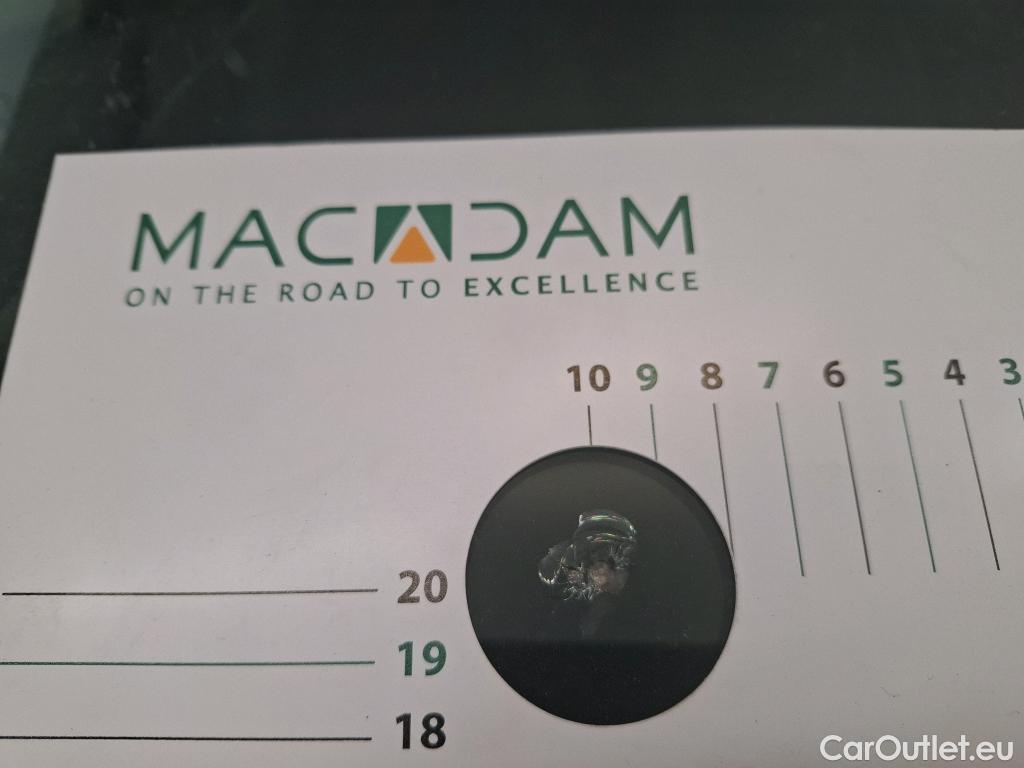 MACADAM
ON THE ROAD TO EXCELLENCE
10 9 8 7 6 5 4 3
20
19
18
CarOutlet.eu